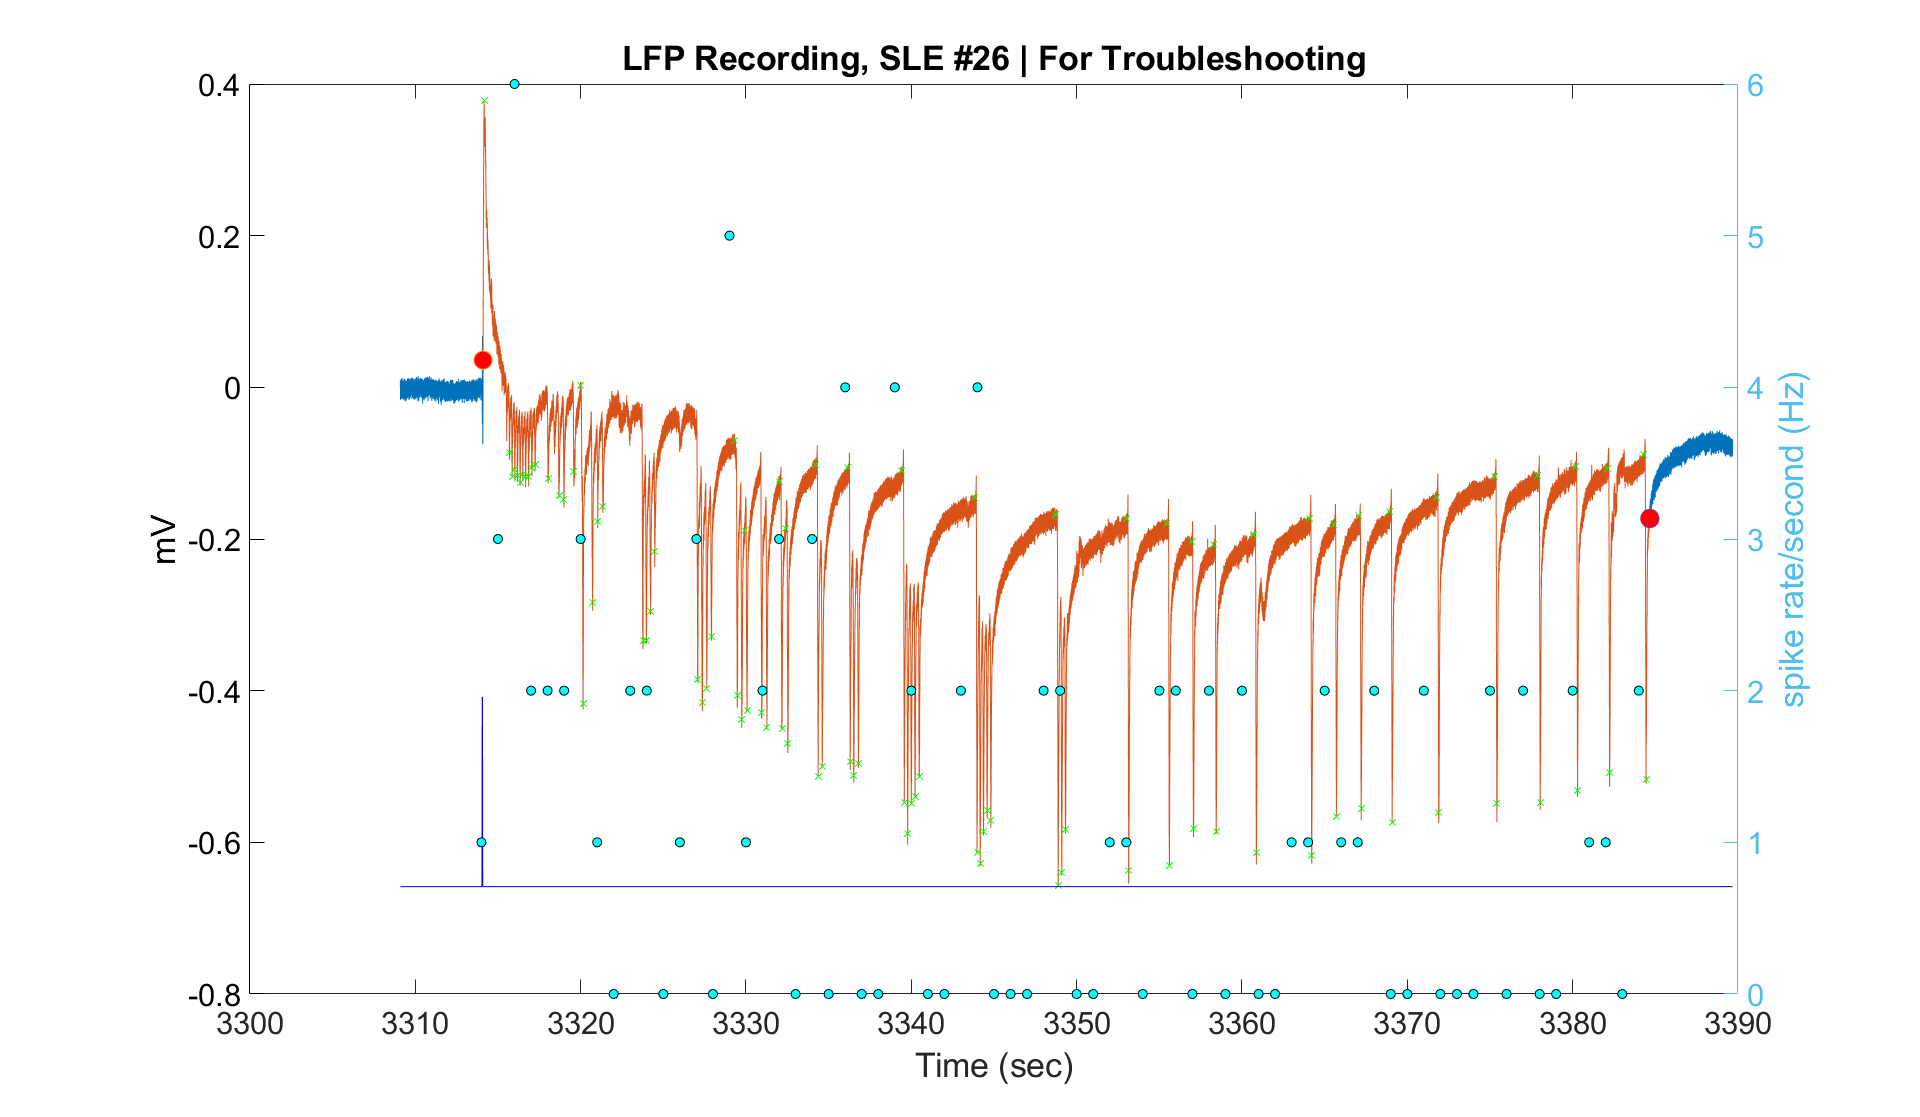 LFP Recording, SLE #26 | For Troubleshooting
0.4
0.2
0
-0.2
-0.4
-0.6
-0.8
mV
6
5
4
3
2
1
0
spike rate/second (Hz)
3300 3310 3320 3330 3340 3350 3360 3370 3380 3390
Time (sec)